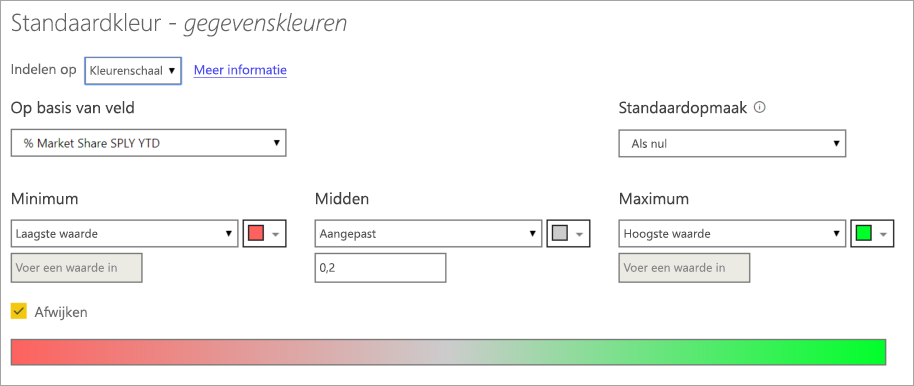 Standaardkleur - gegevenskleuren
Indelen op Kleurenschaal Meer informatie
Op basis van veld Standaardopmaak
% Market Share SPLY YTD Als nul
Minimum Midden Maximum
Laagste waarde Aangepast Hoogste waarde
Voer een waarde in 0,2 Voer een waarde in
Afwijken